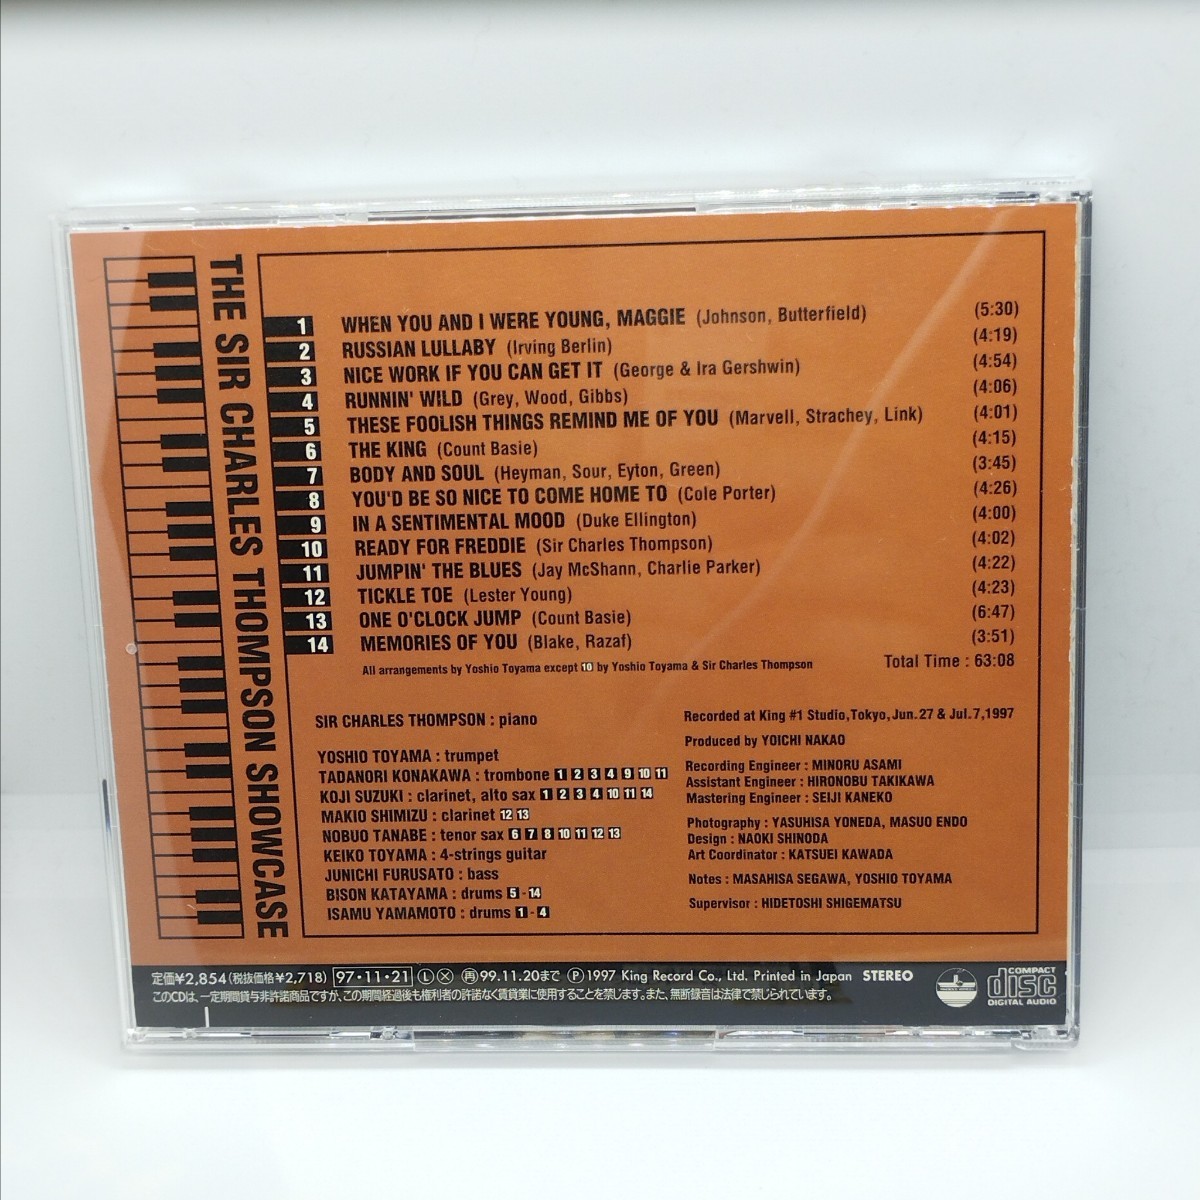 THE SIR CHARLES THOMPSON SHOWCASE
1 WHEN YOU AND I WERE YOUNG, MAGGIE (Johnson, Butterfield) (5:30)
2 RUSSIAN LULLABY (Irving Berlin) (4:19)
3 NICE WORK IF YOU CAN GET IT (George & Ira Gershwin) (4:54)
4 RUNNIN' WILD (Grey, Wood, Gibbs) (4:06)
5 THESE FOOLISH THINGS REMIND ME OF YOU (Marvell, Strachey, Link) (4:01)
6 THE KING (Count Basie) (4:15)
7 BODY AND SOUL (Heyman, Sour, Eyton, Green) (3:45)
8 YOU'D BE SO NICE TO COME HOME TO (Cole Porter) (4:26)
9 IN A SENTIMENTAL MOOD (Duke Ellington) (4:00)
10 READY FOR FREDDIE (Sir Charles Thompson) (4:02)
11 JUMPIN' THE BLUES (Jay McShann, Charlie Parker) (4:22)
12 TICKLE TOE (Lester Young) (4:23)
13 ONE O'CLOCK JUMP (Count Basie) (6:47)
14 MEMORIES OF YOU (Blake, Razaf) (3:51)
All arrangements by Yoshio Toyama except 10 by Yoshio Toyama & Sir Charles Thompson
Total Time : 63:08
SIR CHARLES THOMPSON : piano
YOSHIO TOYAMA : trumpet
TADANORI KONAKAWA : trombone 1 2 3 4 9 10 11
KOJI SUZUKI : clarinet, alto sax 1 2 3 4 10 11 14
MAKIO SHIMIZU : clarinet 12 13
NOBUO TANABE : tenor sax 6 7 8 10 11 12 13
KEIKO TOYAMA : 4-strings guitar
JUNICHI FURUSATO : bass
BISON KATAYAMA : drums 5 - 14
ISAMU YAMAMOTO : drums 1 - 4
Recorded at King #1 Studio,Tokyo,Jun.27 & Jul.7,1997
Produced by YOICHI NAKAO
Recording Engineer : MINORU ASAMI
Assistant Engineer : HIRONOBU TAKIKAWA
Mastering Engineer : SEIJI KANEKO
Photography : YASUHISA YONEDA, MASUO ENDO
Design : NAOKI SHINODA
Art Coordinator : KATSUEI KAWADA
Notes : MASAHISA SEGAWA, YOSHIO TOYAMA
Supervisor : HIDETOSHI SHIGEMATSU
定価¥2,854(税抜価格¥2,718) 97・11・21 Ⓛ Ⓧ 再 99.11.20まで Ⓟ 1997 King Record Co., Ltd. Printed in Japan STEREO
このCDは、一定期間貸与非許諾商品ですが、この期間経過後も権利者の許諾なく賃貸業に使用することを禁じます。また、無断録音は法律で禁じられています。
COMPACT
disc
DIGITAL AUDIO